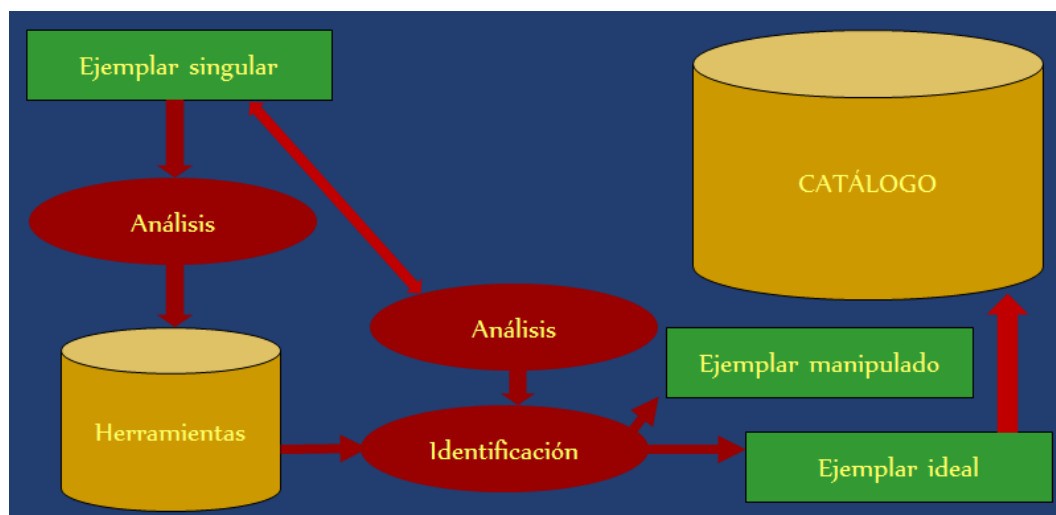 Ejemplar singular
CATÁLOGO
Análisis
Análisis
Ejemplar manipulado
Herramientas
Identificación
Ejemplar ideal